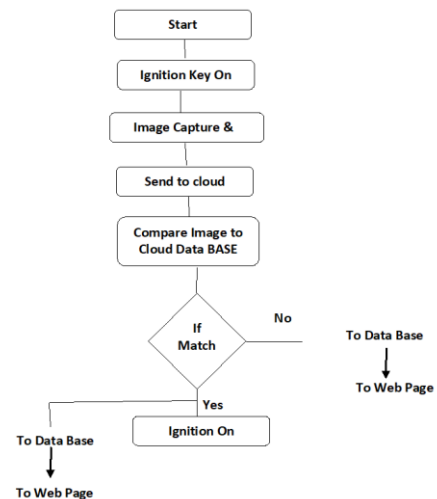 Start
Ignition Key On
Image Capture &
Send to cloud
Compare Image to
Cloud Data BASE
If
Match
No
To Data Base
To Web Page
Yes
Ignition On
To Data Base
To Web Page